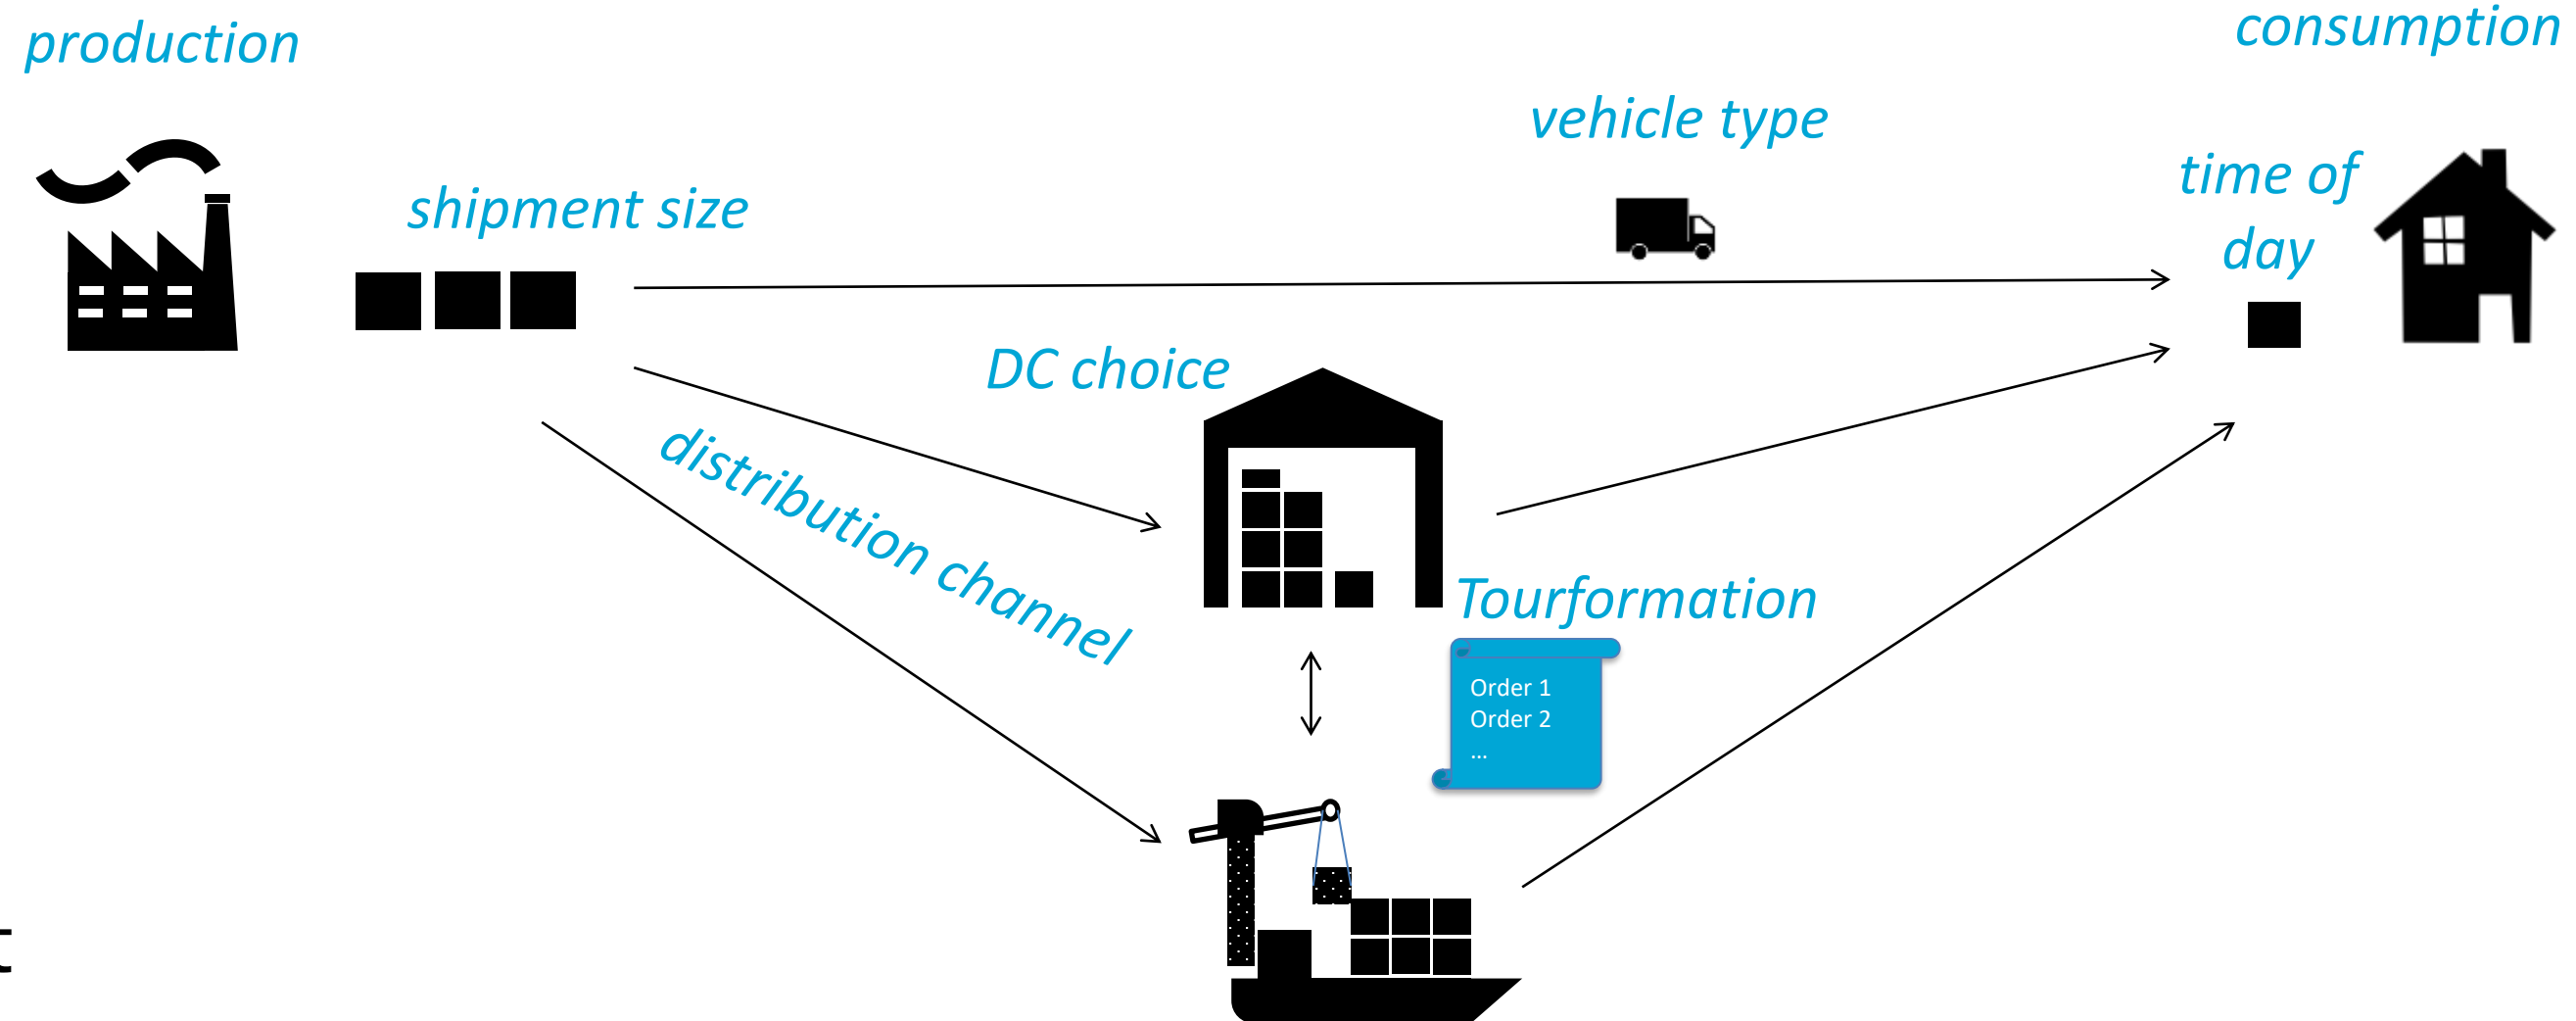 production
consumption
vehicle type
time of
day
shipment size
DC choice
distribution channel
Tourformation
Order 1
Order 2
...
t